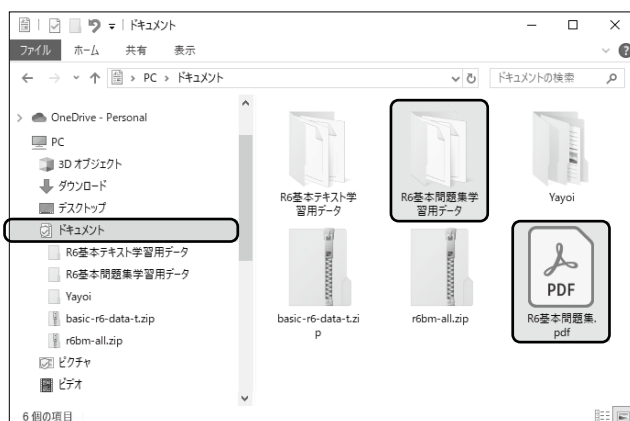 ドキュメント
ファイル ホーム 共有 表示
PC › ドキュメント
ドキュメントの検索
OneDrive - Personal
PC
3D オブジェクト
ダウンロード
デスクトップ
ドキュメント
R6基本テキスト学習用データ
R6基本問題集学習用データ
Yayoi
basic-r6-data-t.zip
r6bm-all.zip
ピクチャ
ビデオ
R6基本テキスト学
習用データ
R6基本問題集学
習用データ
Yayoi
basic-r6-data-t.zi
p
r6bm-all.zip
PDF
R6基本問題集.
pdf
6 個の項目